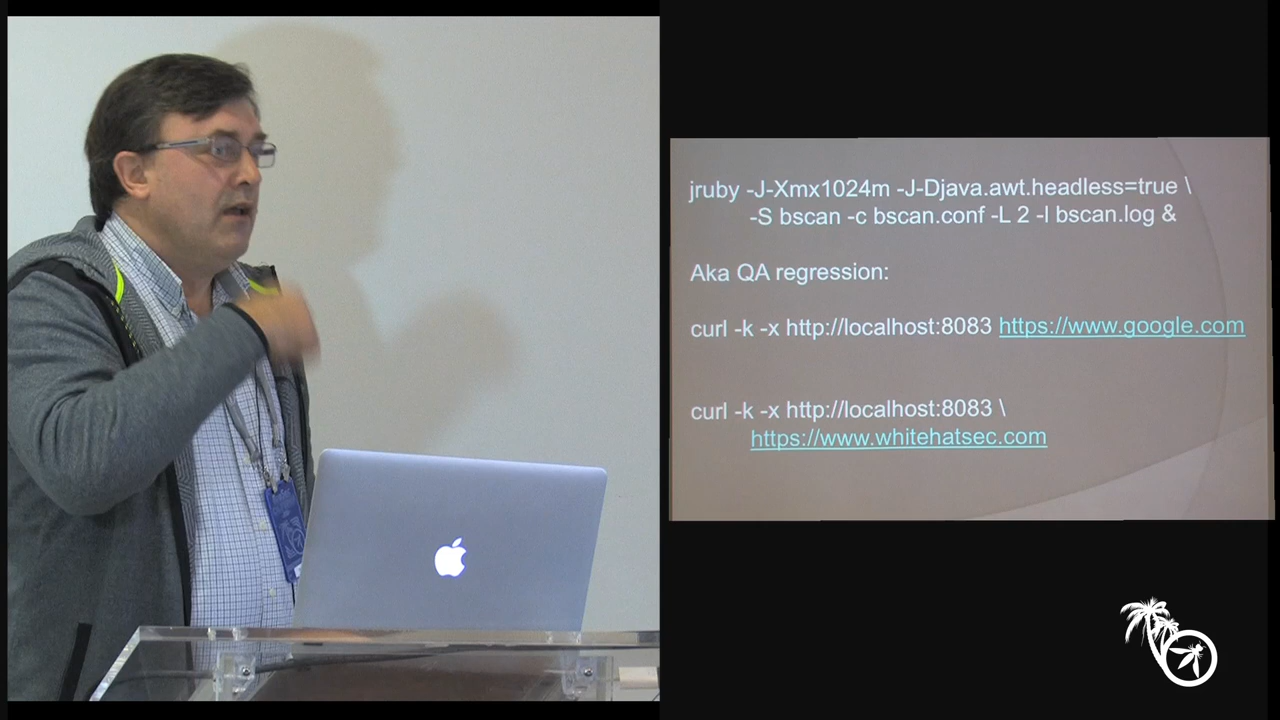 jruby -J-Xmx1024m -J-Djava.awt.headless=true \
-S bscan -c bscan.conf -L 2 -l bscan.log &
Aka QA regression:
curl -k -x http://localhost:8083 https://www.google.com
curl -k -x http://localhost:8083 \
https://www.whitehatsec.com